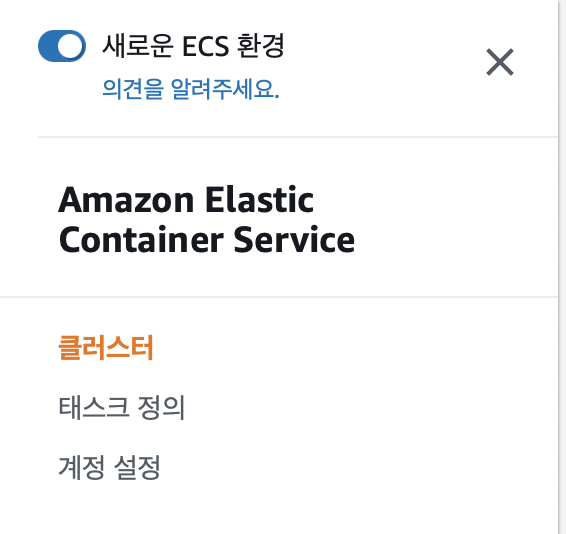 새로운 ECS 환경
의견을 알려주세요.
Amazon Elastic
Container Service
클러스터
태스크 정의
계정 설정